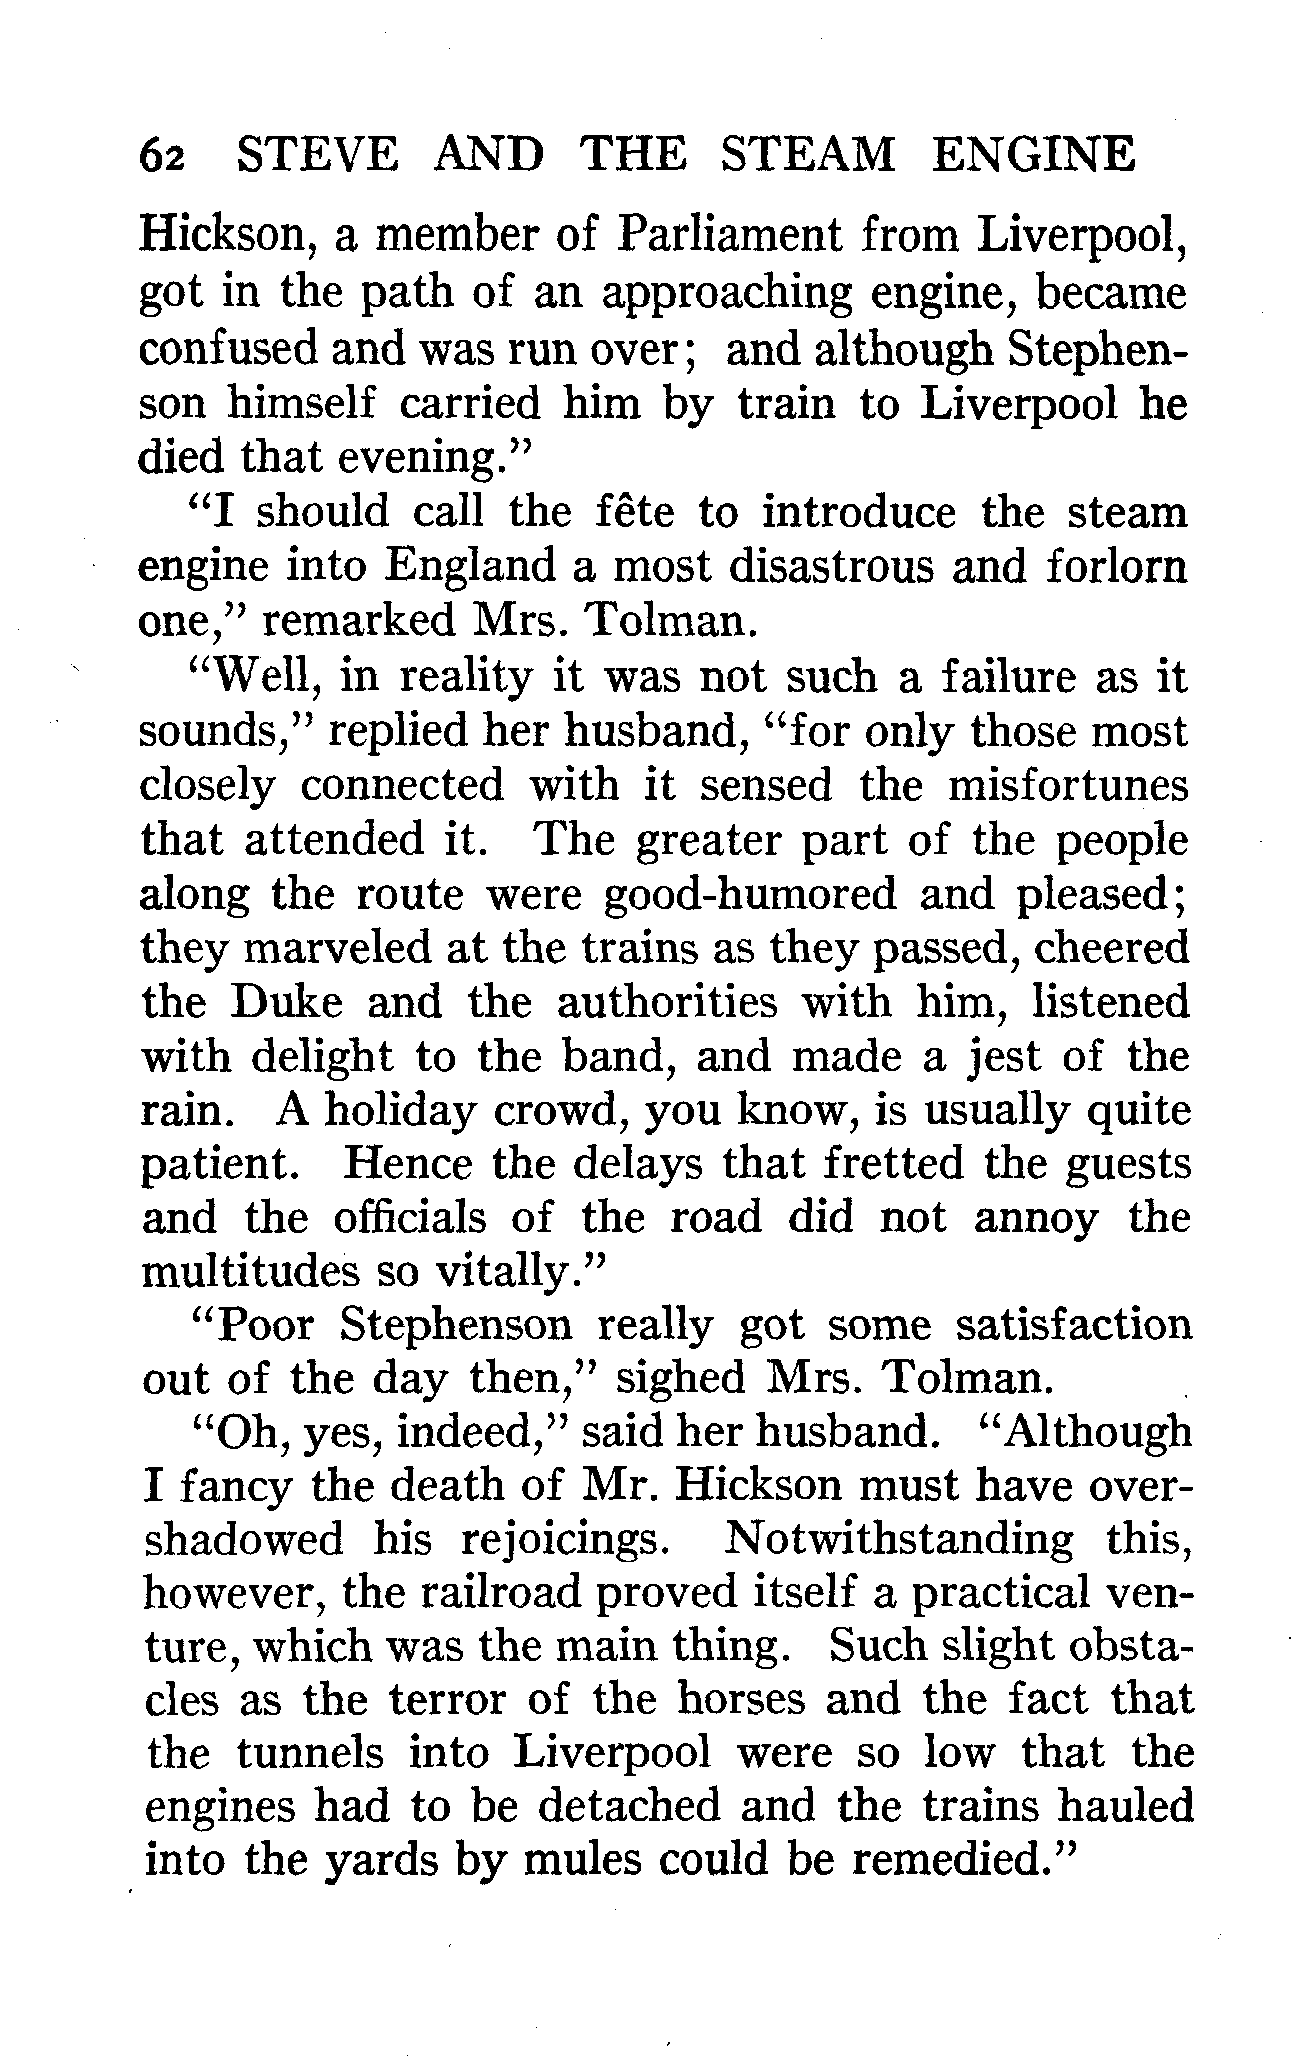 62 STEVE AND THE STEAM ENGINE
Hickson, a member of Parliament from Liverpool,
got in the path of an approaching engine, became
confused and was run over; and although Stephen-
son himself carried him by train to Liverpool he
died that evening."
"I should call the fête to introduce the steam
engine into England a most disastrous and forlorn
one," remarked Mrs. Tolman.
"Well, in reality it was not such a failure as it
sounds," replied her husband, "for only those most
closely connected with it sensed the misfortunes
that attended it. The greater part of the people
along the route were good-humored and pleased;
they marveled at the trains as they passed, cheered
the Duke and the authorities with him, listened
with delight to the band, and made a jest of the
rain. A holiday crowd, you know, is usually quite
patient. Hence the delays that fretted the guests
and the officials of the road did not annoy the
multitudes so vitally."
"Poor Stephenson really got some satisfaction
out of the day then," sighed Mrs. Tolman.
"Oh, yes, indeed," said her husband. "Although
I fancy the death of Mr. Hickson must have over-
shadowed his rejoicings. Notwithstanding this,
however, the railroad proved itself a practical ven-
ture, which was the main thing. Such slight obsta-
cles as the terror of the horses and the fact that
the tunnels into Liverpool were so low that the
engines had to be detached and the trains hauled
into the yards by mules could be remedied."